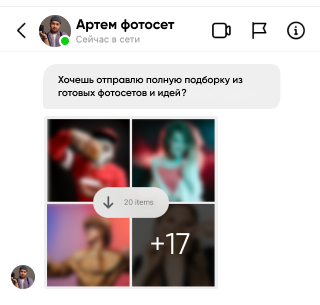 Артем фотосет
Сейчас в сети
Хочешь отправлю полную подборку из
готовых фотосетов и идей?
20 items
+17